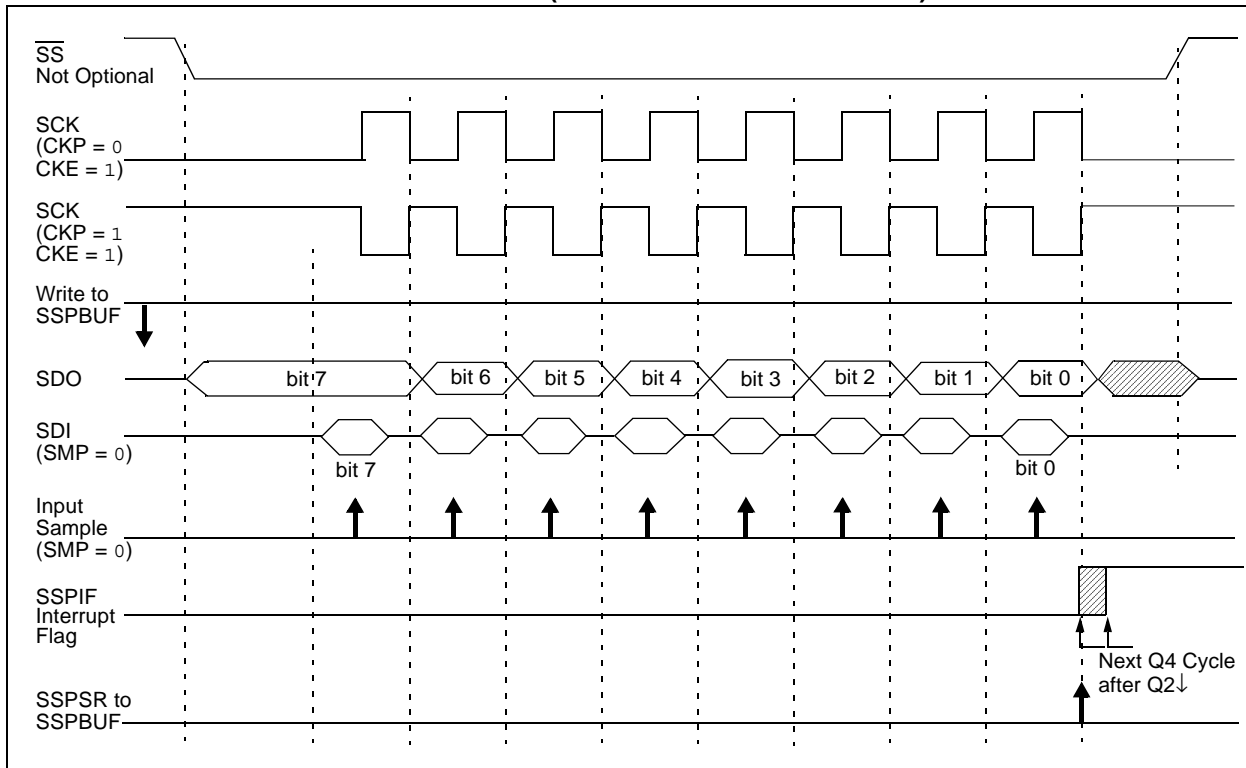 SS
Not Optional
SCK
(CKP = 0
CKE = 1)
SCK
(CKP = 1
CKE = 1)
Write to
SSPBUF
SDO
bit 7 bit 6 bit 5 bit 4 bit 3 bit 2 bit 1 bit 0
SDI
(SMP = 0)
bit 7 bit 0
Input
Sample
(SMP = 0)
SSPIF
Interrupt
Flag
Next Q4 Cycle
after Q2↓
SSPSR to
SSPBUF